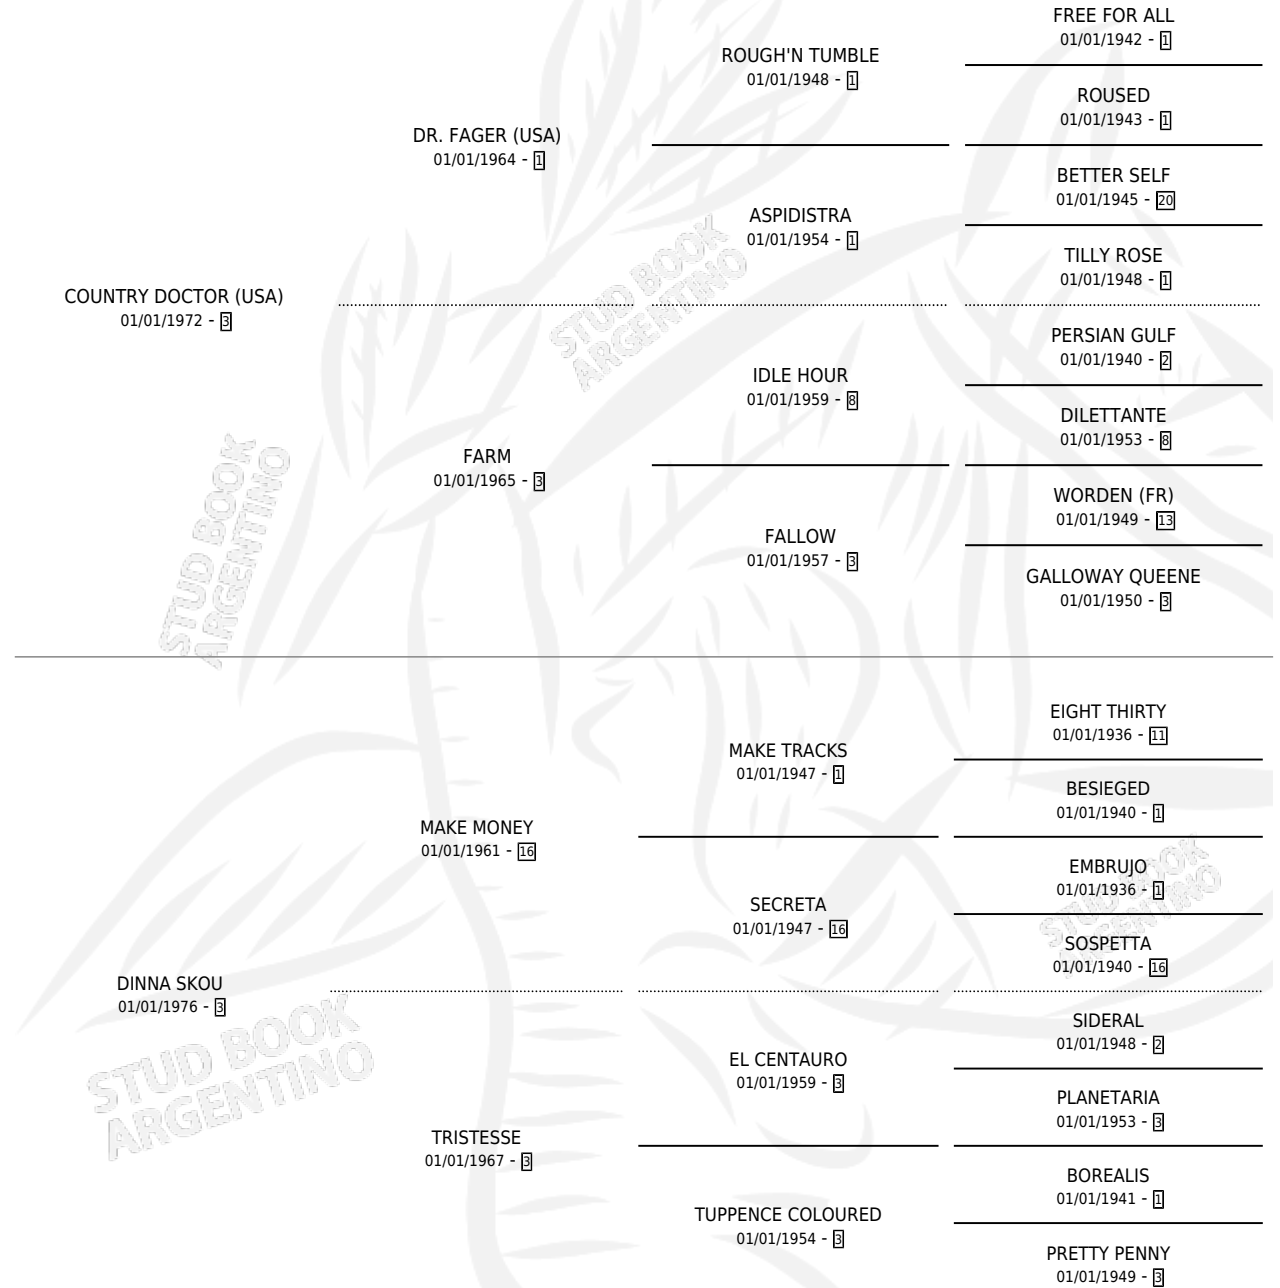 FREE FOR ALL
01/01/1942 - 1
ROUGH'N TUMBLE
01/01/1948 - 1
ROUSED
01/01/1943 - 1
DR. FAGER (USA)
01/01/1964 - 1
BETTER SELF
01/01/1945 - 20
ASPIDISTRA
01/01/1954 - 1
TILLY ROSE
01/01/1948 - 1
COUNTRY DOCTOR (USA)
01/01/1972 - 3
STUD BOOK
ARGENTINO
PERSIAN GULF
01/01/1940 - 2
IDLE HOUR
01/01/1959 - 8
DILETTANTE
01/01/1953 - 8
FARM
01/01/1965 - 3
WORDEN (FR)
01/01/1949 - 13
FALLOW
01/01/1957 - 3
GALLOWAY QUEENE
01/01/1950 - 3
STUD BOOK
ARGENTINO
EIGHT THIRTY
01/01/1936 - 11
MAKE TRACKS
01/01/1947 - 1
BESIEGED
01/01/1940 - 1
MAKE MONEY
01/01/1961 - 16
EMBRUJO
01/01/1936 - 1
SECRETA
01/01/1947 - 16
SOSPETTA
01/01/1940 - 16
STUD BOOK
ARGENTINO
DINNA SKOU
01/01/1976 - 3
SIDERAL
01/01/1948 - 2
EL CENTAURO
01/01/1959 - 3
PLANETARIA
01/01/1953 - 3
STUD BOOK
ARGENTINO
TRISTESSE
01/01/1967 - 3
BOREALIS
01/01/1941 - 1
TUPPENCE COLOURED
01/01/1954 - 3
PRETTY PENNY
01/01/1949 - 3